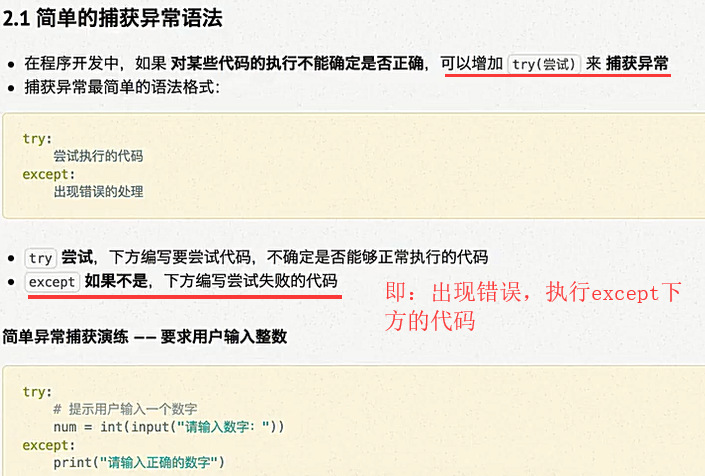 2.1 简单的捕获异常语法
• 在程序开发中，如果 对某些代码的执行不能确定是否正确，可以增加 try(尝试) 来 捕获异常
• 捕获异常最简单的语法格式：
try:
    尝试执行的代码
except:
    出现错误的处理
• try 尝试，下方编写要尝试代码，不确定是否能够正常执行的代码
• except 如果不是，下方编写尝试失败的代码
即：出现错误，执行except下
方的代码
简单异常捕获演练 —— 要求用户输入整数
try:
    # 提示用户输入一个数字
    num = int(input("请输入数字："))
except:
    print("请输入正确的数字")